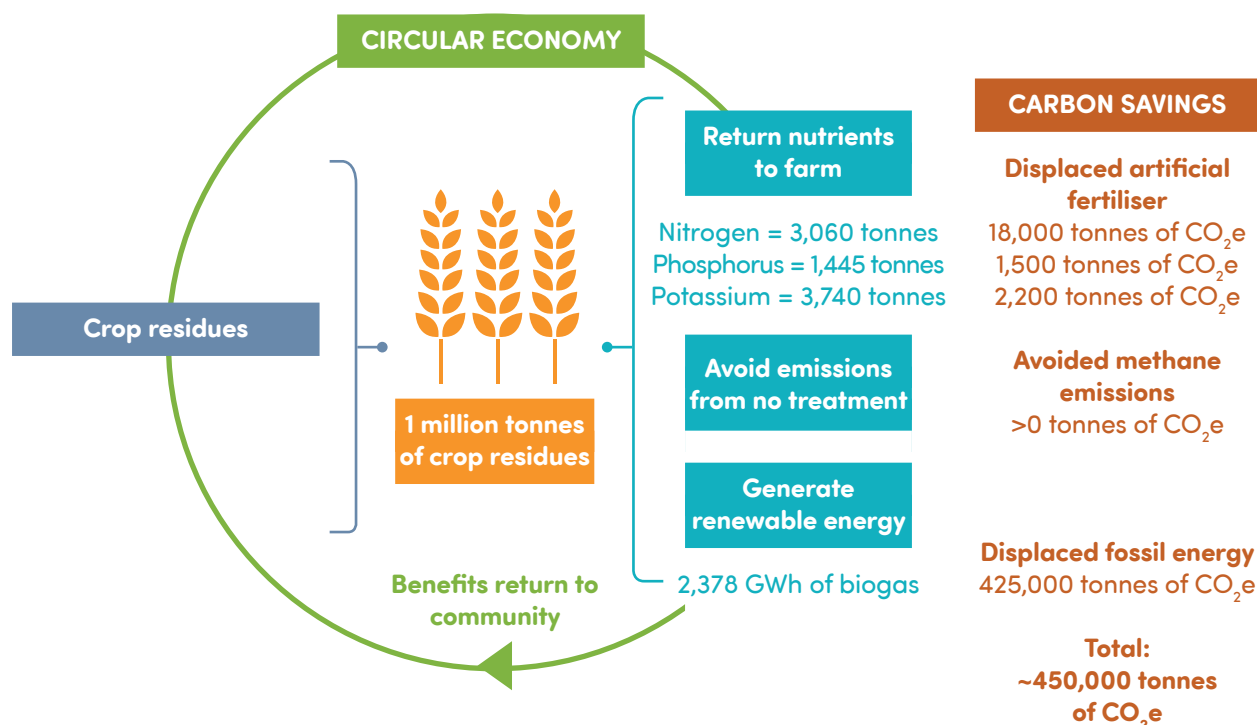 CIRCULAR ECONOMY
Crop residues
1 million tonnes
of crop residues
Return nutrients
to farm
Nitrogen = 3,060 tonnes
Phosphorus = 1,445 tonnes
Potassium = 3,740 tonnes
Avoid emissions
from no treatment
Generate
renewable energy
2,378 GWh of biogas
Benefits return to
community
CARBON SAVINGS
Displaced artificial
fertiliser
18,000 tonnes of CO₂e
1,500 tonnes of CO₂e
2,200 tonnes of CO₂e
Avoided methane
emissions
>0 tonnes of CO₂e
Displaced fossil energy
425,000 tonnes of CO₂e
Total:
~450,000 tonnes
of CO₂e